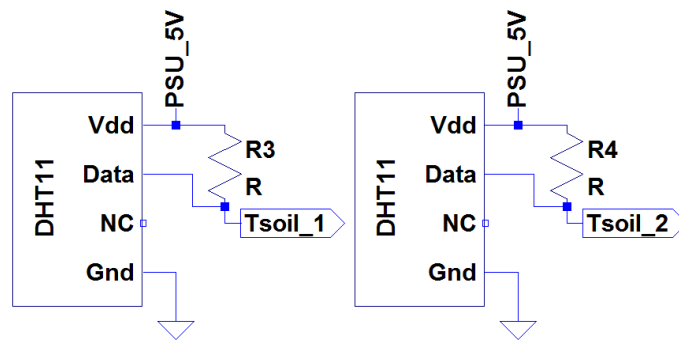 PSU_5V
DHT11
Vdd
Data
NC
Gnd
R3
R
Tsoil_1
PSU_5V
DHT11
Vdd
Data
NC
Gnd
R4
R
Tsoil_2